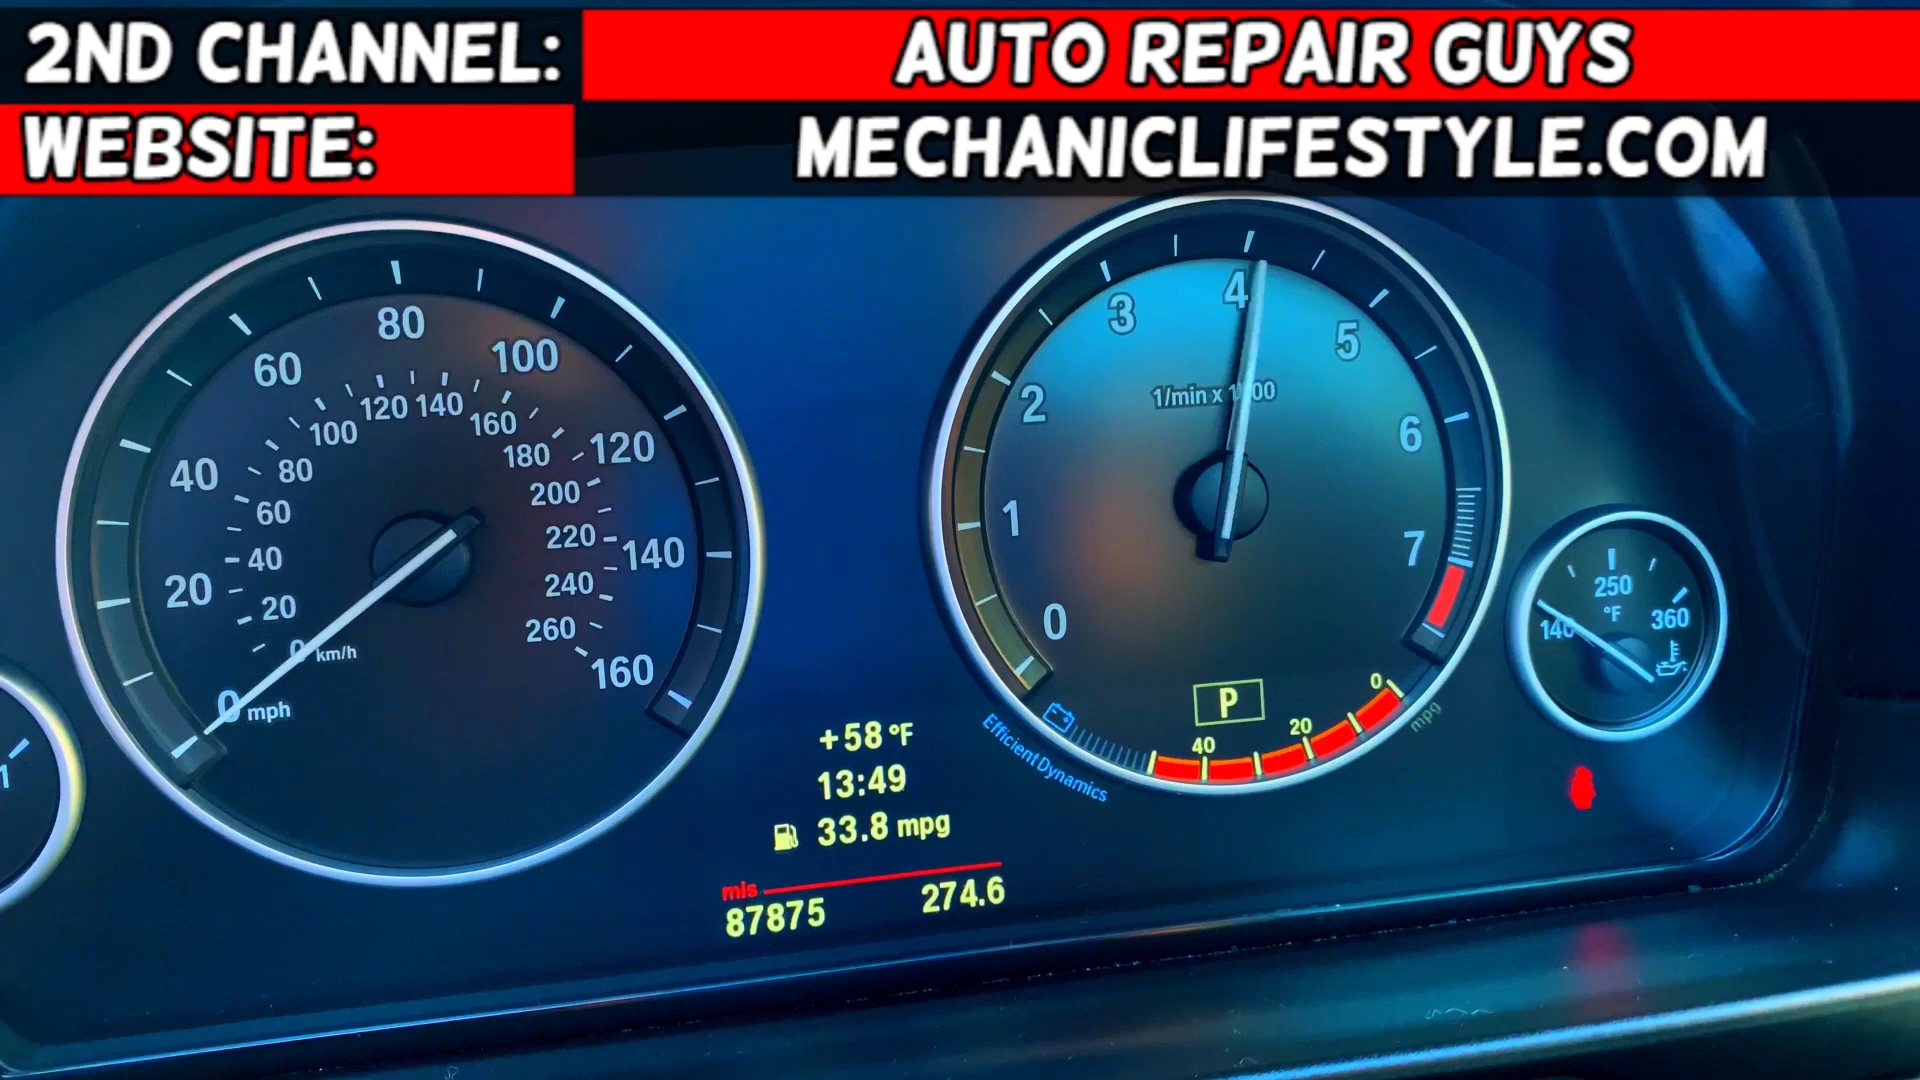 2ND CHANNEL: AUTO REPAIR GUYS
WEBSITE: MECHANICLIFESTYLE.COM
0 20 40 60 80 100 120 140 160
mph
0 20 40 60 80 100 120 140 160 180 200 220 240 260
km/h
0 1 2 3 4 5 6 7
P
40 20 0
mpg
EfficientDynamics
140 250 360
°F
1
+58 °F
13:49
33.8 mpg
mls
87875 274.6